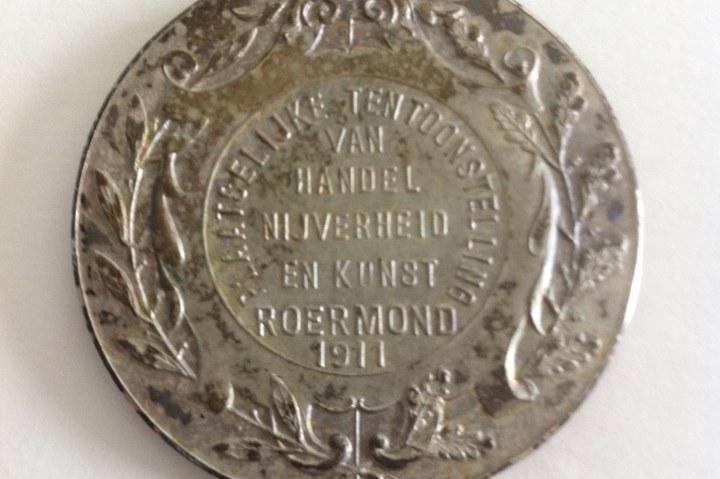 PLAATSELIJKE TENTOONSTELLING
VAN
HANDEL
NIJVERHEID
EN KUNST
ROERMOND
1911